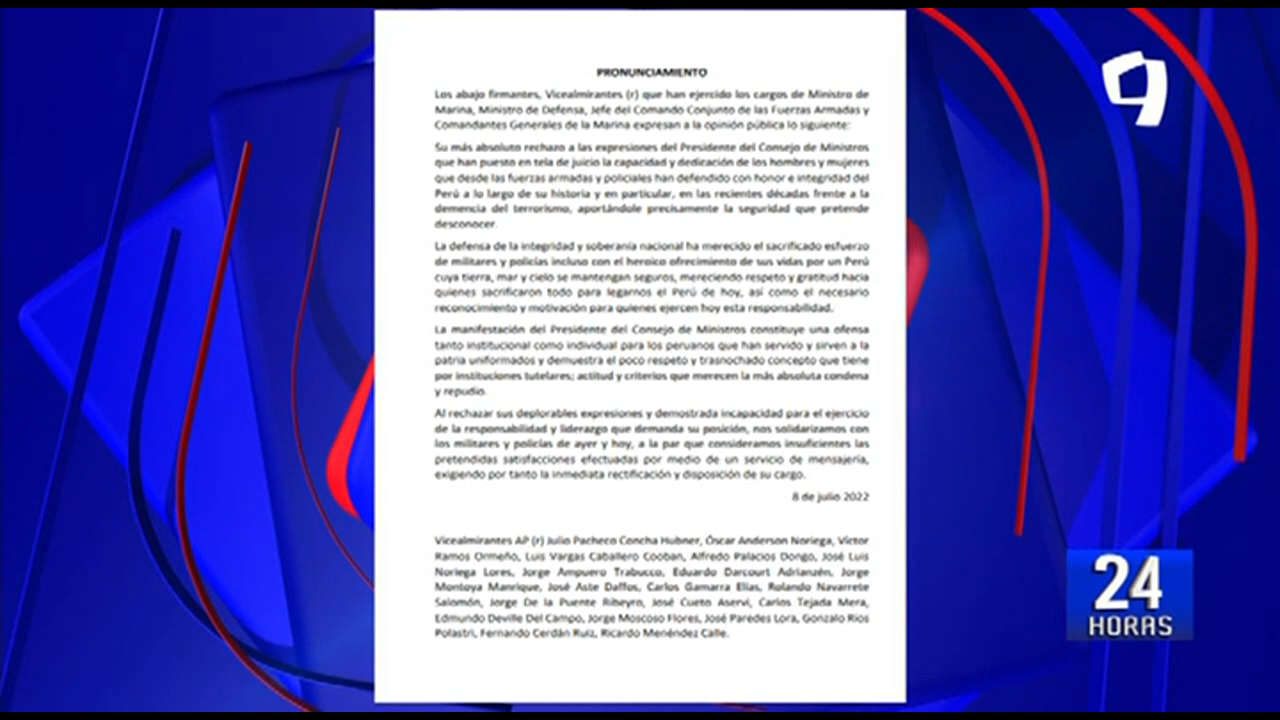 PRONUNCIAMIENTO
Los abajo firmantes, Vicealmirantes (r) que han ejercido los cargos de Ministro de
Marina, Ministro de Defensa, Jefe del Comando Conjunto de las Fuerzas Armadas y
Comandantes Generales de la Marina expresan a la opinión pública lo siguiente:
Su más absoluto rechazo a las expresiones del Presidente del Consejo de Ministros
que han puesto en tela de juicio la capacidad y dedicación de los hombres y mujeres
que desde las fuerzas armadas y policiales han defendido con honor e integridad del
Perú a lo largo de su historia y en particular, en las recientes décadas frente a la
demencia del terrorismo, aportándole precisamente la seguridad que pretende
desconocer.
La defensa de la integridad y soberanía nacional ha merecido el sacrificado esfuerzo
de militares y policías incluso con el heroico ofrecimiento de sus vidas por un Perú
cuya tierra, mar y cielo se mantengan seguros, mereciendo respeto y gratitud hacia
quienes sacrificaron todo para legarnos el Perú de hoy, así como el necesario
reconocimiento y motivación para quienes ejercen hoy esta responsabilidad.
La manifestación del Presidente del Consejo de Ministros constituye una ofensa
tanto institucional como individual para los peruanos que han servido y sirven a la
patria uniformados y demuestra el poco respeto y trasnochado concepto que tiene
por instituciones tutelares; actitud y criterios que merecen la más absoluta condena
y repudio.
Al rechazar sus deplorables expresiones y demostrada incapacidad para el ejercicio
de la responsabilidad y liderazgo que demanda su posición, nos solidarizamos con
los militares y policías de ayer y hoy, a la par que consideramos insuficientes las
pretendidas satisfacciones efectuadas por medio de un servicio de mensajería,
exigiendo por tanto la inmediata rectificación y disposición de su cargo.
8 de julio 2022
Vicealmirantes AP (r) Julio Pacheco Concha Hubner, Óscar Anderson Noriega, Víctor
Ramos Ormeño, Luis Vargas Caballero Cooban, Alfredo Palacios Dongo, José Luis
Noriega Lores, Jorge Ampuero Trabucco, Eduardo Darcourt Adrianzén, Jorge
Montoya Manrique, José Aste Daffos, Carlos Gamarra Elías, Rolando Navarrete
Salomón, Jorge De la Puente Ribeyro, José Cueto Aservi, Carlos Tejada Mera,
Edmundo Deville Del Campo, Jorge Moscoso Flores, José Paredes Lora, Gonzalo Rios
Polastri, Fernando Cerdán Ruiz, Ricardo Menéndez Calle.
24
HORAS